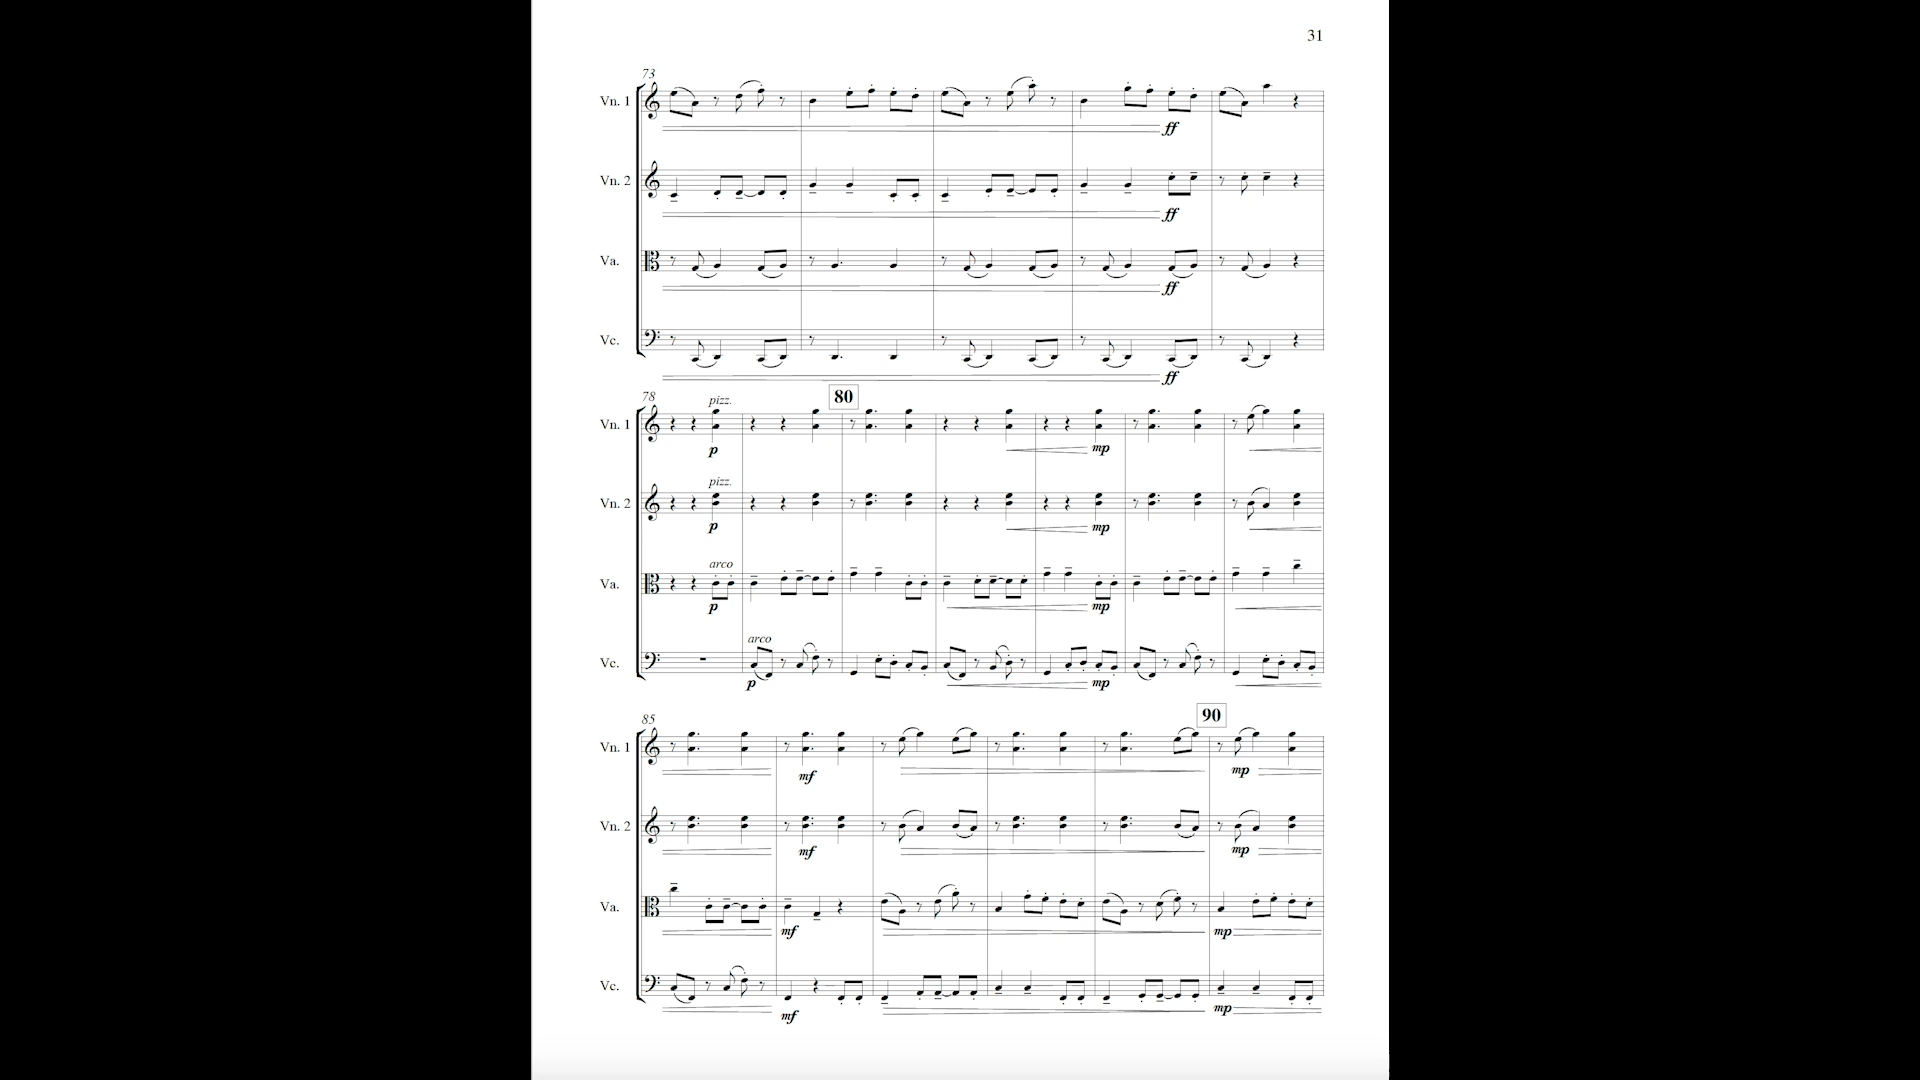 31
73
Vn. 1
ff
Vn. 2
ff
Va.
ff
Vc.
ff
78
80
pizz.
Vn. 1
p mp
pizz.
Vn. 2
p mp
arco
Va.
p mp
arco
Vc.
p mp
85
90
Vn. 1
mf mp
Vn. 2
mf mp
Va.
mf mp
Vc.
mf mp